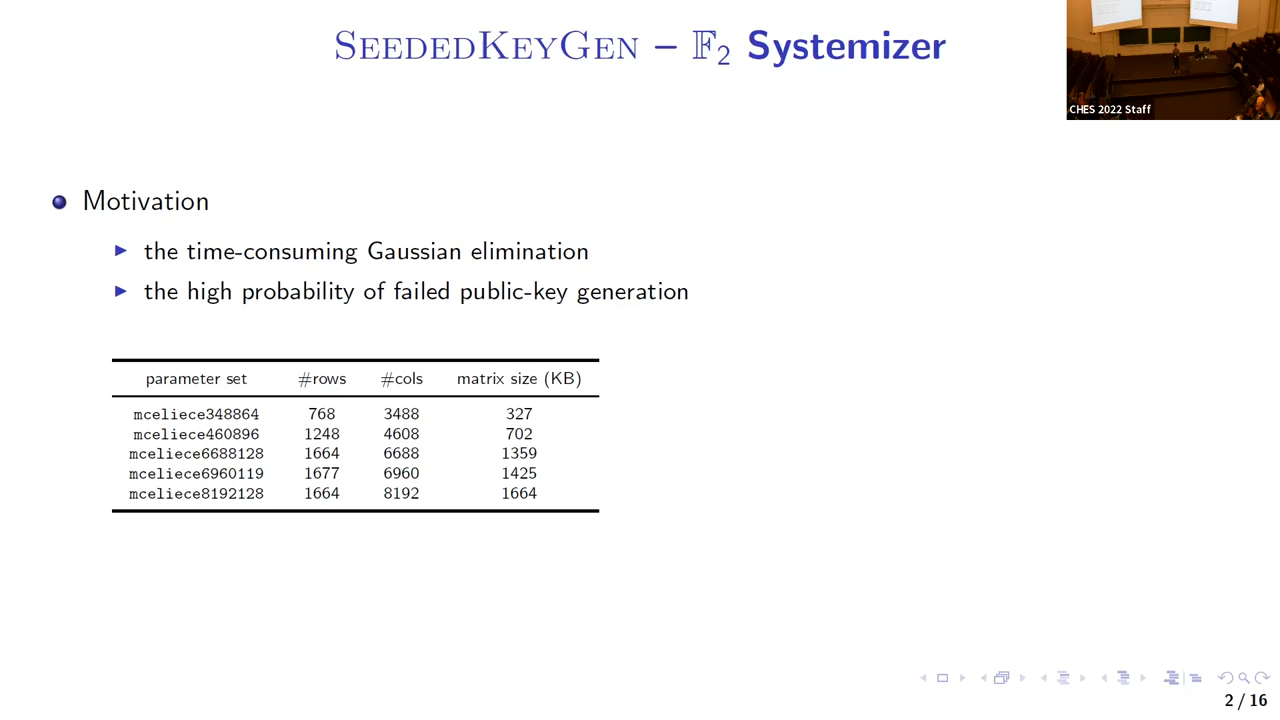 SEEDEDKEYGEN – 𝔽₂ Systemizer
CHES 2022 Staff
Motivation
the time-consuming Gaussian elimination
the high probability of failed public-key generation
parameter set #rows #cols matrix size (KB)
mceliece348864 768 3488 327
mceliece460896 1248 4608 702
mceliece6688128 1664 6688 1359
mceliece6960119 1677 6960 1425
mceliece8192128 1664 8192 1664
2 / 16